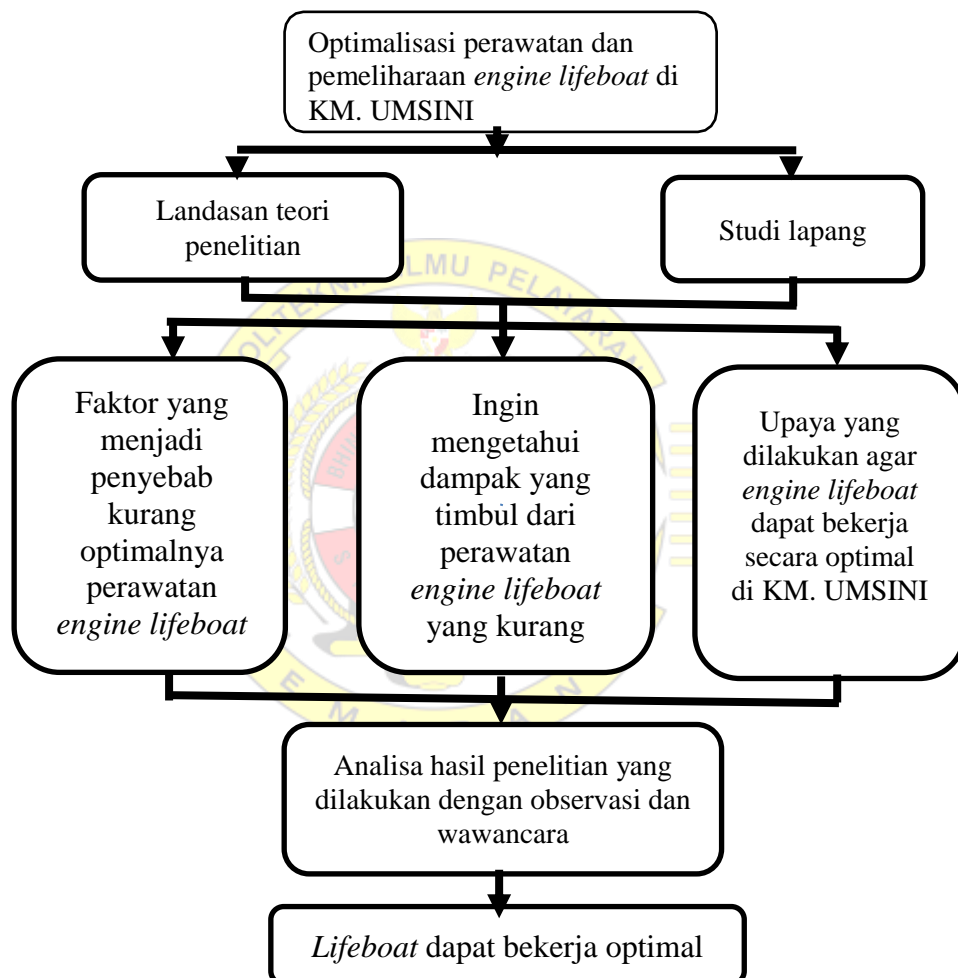 Optimalisasi perawatan dan
pemeliharaan engine lifeboat di
KM. UMSINI
Landasan teori
penelitian
Studi lapang
POLITEKNIK ILMU PELAYARAN
Faktor yang
menjadi
penyebab
kurang
optimalnya
perawatan
engine lifeboat
Ingin
mengetahui
dampak yang
timbul dari
perawatan
engine lifeboat
yang kurang
Upaya yang
dilakukan agar
engine lifeboat
dapat bekerja
secara optimal
di KM. UMSINI
Analisa hasil penelitian yang
dilakukan dengan observasi dan
wawancara
Lifeboat dapat bekerja optimal